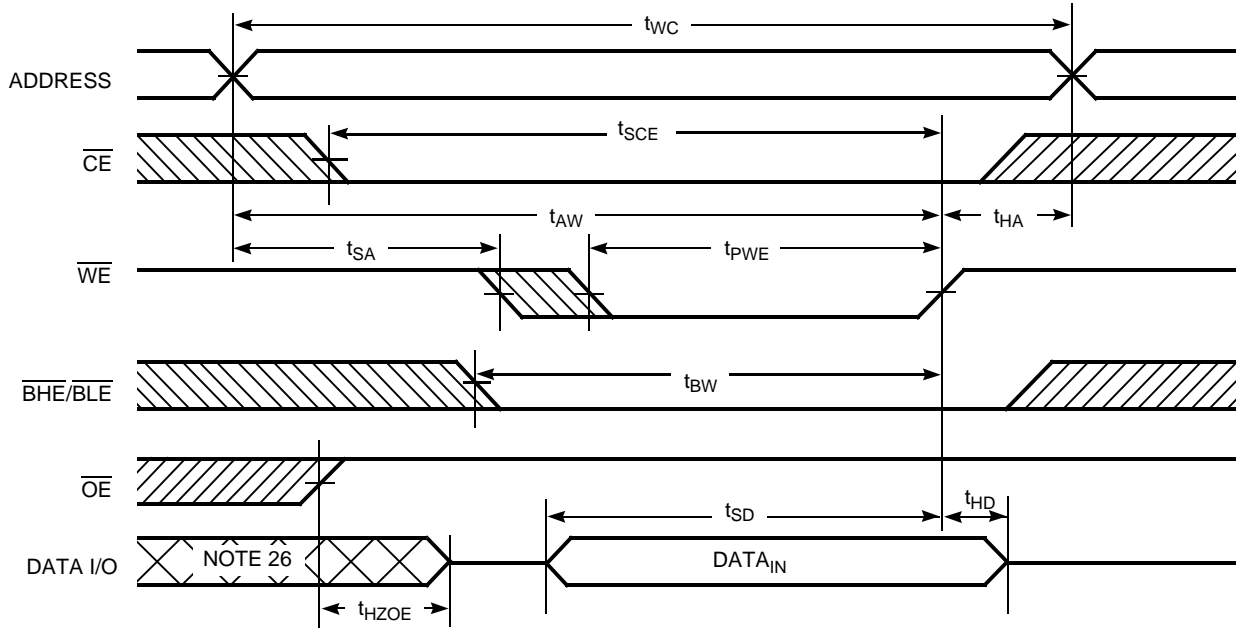 tWC
ADDRESS
tSCE
CE
tAW
tHA
tSA
tPWE
WE
tBW
BHE/BLE
OE
tSD
tHD
DATA I/O
NOTE 26
DATAIN
tHZOE